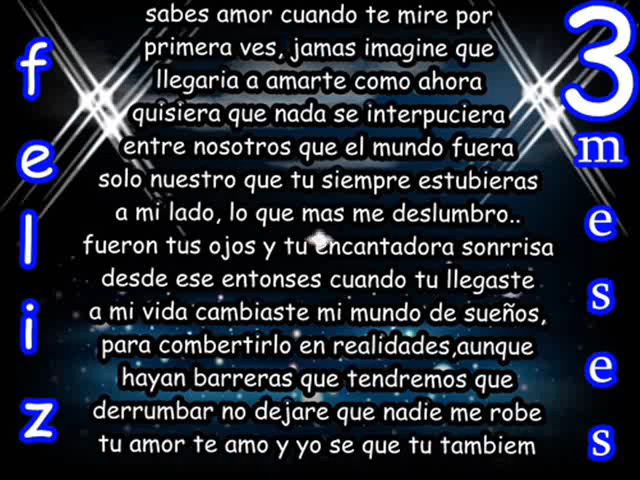 feliz
sabes amor cuando te mire por
primera ves, jamas imagine que
llegaria a amarte como ahora
quisiera que nada se interpuciera
entre nosotros que el mundo fuera
solo nuestro que tu siempre estubieras
a mi lado, lo que mas me deslumbro..
fueron tus ojos y tu encantadora sonrrisa
desde ese entonses cuando tu llegaste
a mi vida cambiaste mi mundo de sueños,
para combertirlo en realidades,aunque
hayan barreras que tendremos que
derrumbar no dejare que nadie me robe
tu amor te amo y yo se que tu tambiem
3
meses